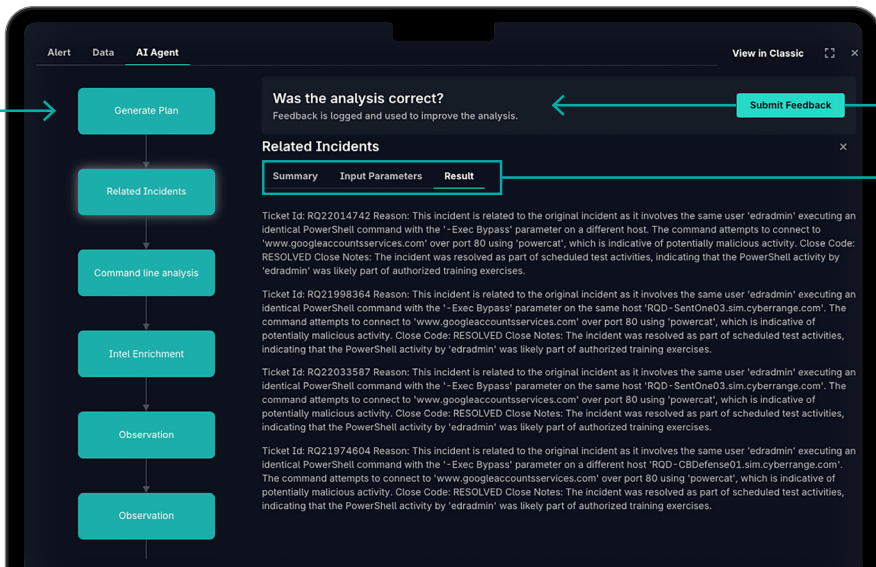 Alert Data AI Agent
View in Classic
Generate Plan
Related Incidents
Command line analysis
Intel Enrichment
Observation
Observation
Was the analysis correct?
Feedback is logged and used to improve the analysis.
Submit Feedback
Related Incidents
Summary Input Parameters Result
Ticket Id: RQ22014742 Reason: This incident is related to the original incident as it involves the same user 'edradmin' executing an
identical PowerShell command with the '-Exec Bypass' parameter on a different host. The command attempts to connect to
'www.googleaccountsservices.com' over port 80 using 'powercat', which is indicative of potentially malicious activity. Close Code:
RESOLVED Close Notes: The incident was resolved as part of scheduled test activities, indicating that the PowerShell activity by
'edradmin' was likely part of authorized training exercises.
Ticket Id: RQ21998364 Reason: This incident is related to the original incident as it involves the same user 'edradmin' executing an
identical PowerShell command with the '-Exec Bypass' parameter on the same host 'RQD-SentOne03.sim.cyberrange.com'. The
command attempts to connect to 'www.googleaccountsservices.com' over port 80 using 'powercat', which is indicative of
potentially malicious activity. Close Code: RESOLVED Close Notes: The incident was resolved as part of scheduled test activities,
indicating that the PowerShell activity by 'edradmin' was likely part of authorized training exercises.
Ticket Id: RQ22033587 Reason: This incident is related to the original incident as it involves the same user 'edradmin' executing an
identical PowerShell command with the '-Exec Bypass' parameter on the same host 'RQD-SentOne03.sim.cyberrange.com'. The
command attempts to connect to 'www.googleaccountsservices.com' over port 80 using 'powercat', which is indicative of
potentially malicious activity. Close Code: RESOLVED Close Notes: The incident was resolved as part of scheduled test activities,
indicating that the PowerShell activity by 'edradmin' was likely part of authorized training exercises.
Ticket Id: RQ21974604 Reason: This incident is related to the original incident as it involves the same user 'edradmin' executing an
identical PowerShell command with the '-Exec Bypass' parameter on a different host 'RQD-CBDefense01.sim.cyberrange.com'.
The command attempts to connect to 'www.googleaccountsservices.com' over port 80 using 'powercat', which is indicative of
potentially malicious activity. Close Code: RESOLVED Close Notes: The incident was resolved as part of scheduled test activities,
indicating that the PowerShell activity by 'edradmin' was likely part of authorized training exercises.